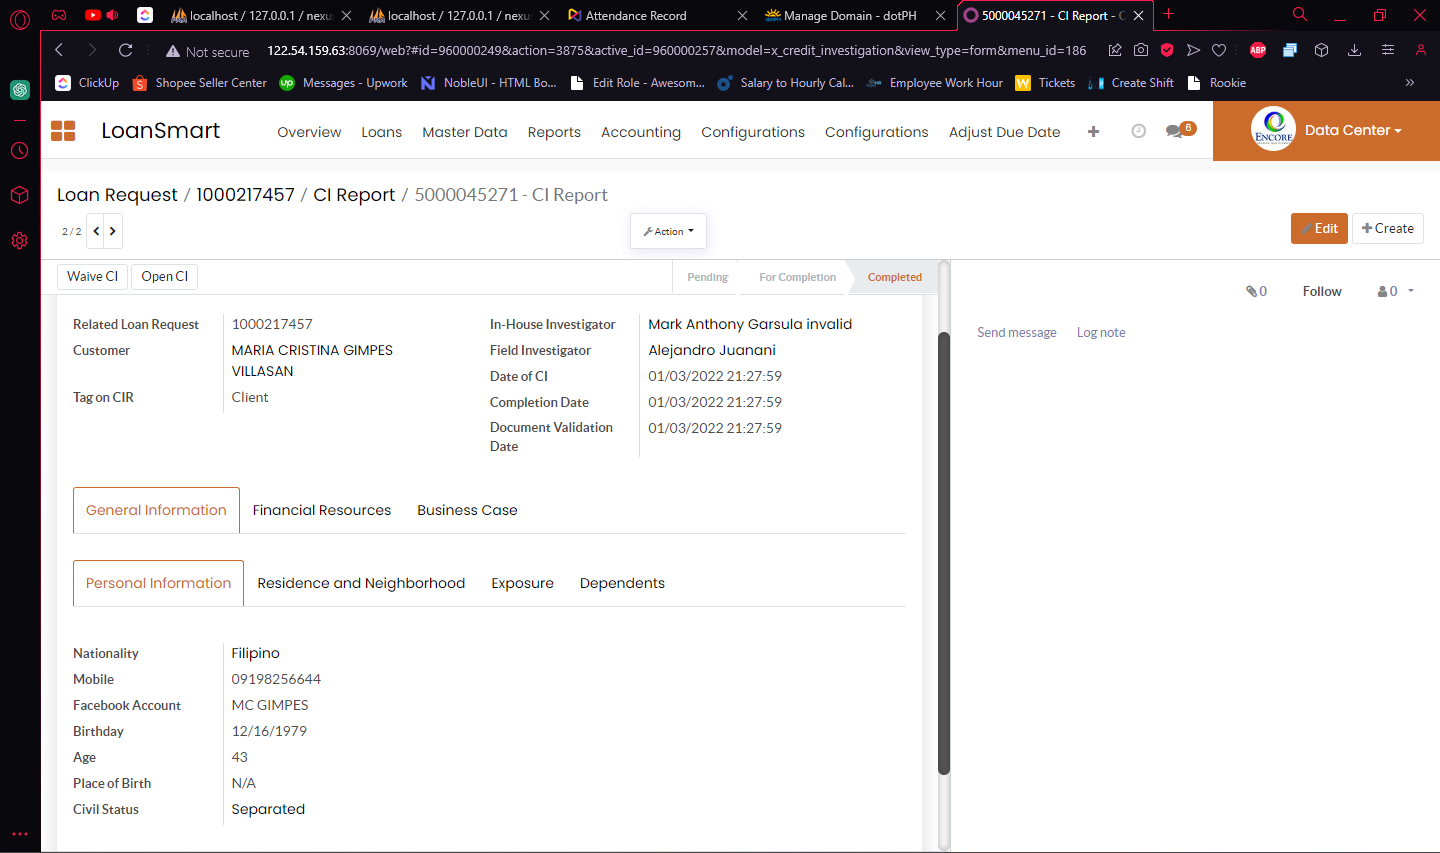 localhost / 127.0.0.1 / nexu
localhost / 127.0.0.1 / nexu
Attendance Record
Manage Domain - dotPH
5000045271 - CI Report -
Not secure 122.54.159.63:8069/web?#id=960000249&action=3875&active_id=960000257&model=x_credit_investigation&view_type=form&menu_id=186
ABP
ClickUp
Shopee Seller Center
up Messages - Upwork
NobleUI - HTML Bo...
Edit Role - Awesom...
Salary to Hourly Cal...
Employee Work Hour
W Tickets
Create Shift
Rookie
»
LoanSmart
Overview Loans Master Data Reports Accounting Configurations Configurations Adjust Due Date
6
ENCORE
Data Center
Loan Request / 1000217457 / CI Report / 5000045271 - CI Report
2 / 2
Action
Edit
Create
Waive CI Open CI
Pending For Completion Completed
0 Follow 0
Send message Log note
Related Loan Request 1000217457
Customer MARIA CRISTINA GIMPES
VILLASAN
Tag on CIR Client
In-House Investigator Mark Anthony Garsula invalid
Field Investigator Alejandro Juanani
Date of CI 01/03/2022 21:27:59
Completion Date 01/03/2022 21:27:59
Document Validation 01/03/2022 21:27:59
Date
General Information Financial Resources Business Case
Personal Information Residence and Neighborhood Exposure Dependents
Nationality Filipino
Mobile 09198256644
Facebook Account MC GIMPES
Birthday 12/16/1979
Age 43
Place of Birth N/A
Civil Status Separated